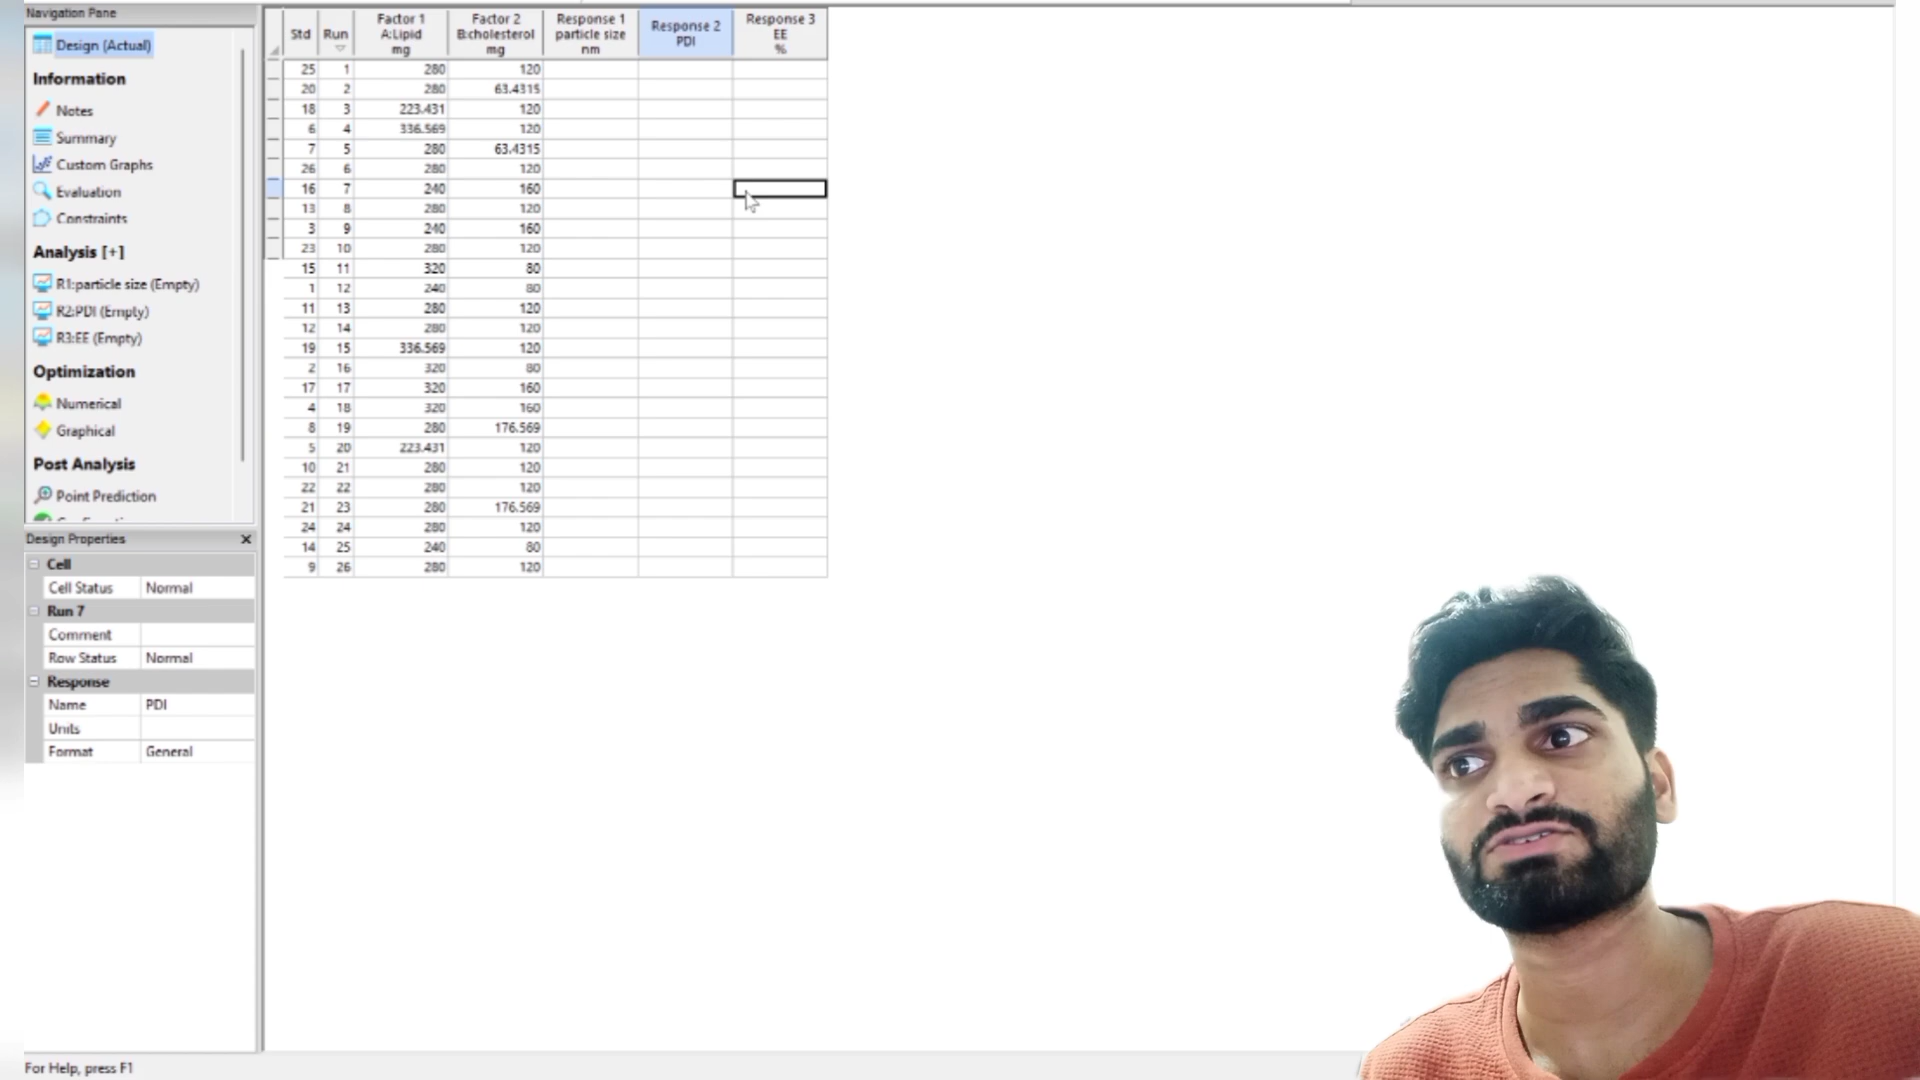 Navigation Pane
Design (Actual)
Information
Notes
Summary
Custom Graphs
Evaluation
Constraints
Analysis [+]
R1:particle size (Empty)
R2:PDI (Empty)
R3:EE (Empty)
Optimization
Numerical
Graphical
Post Analysis
Point Prediction
Design Properties
Cell
Cell Status Normal
Run 7
Comment
Row Status Normal
Response
Name PDI
Units
Format General
Std Run Factor 1 A:Lipid mg Factor 2 B:cholesterol mg Response 1 particle size nm Response 2 PDI Response 3 EE %
25 1 280 120
20 2 280 63.4315
18 3 223.431 120
6 4 336.569 120
7 5 280 63.4315
26 6 280 120
16 7 240 160
13 8 280 120
3 9 240 160
23 10 280 120
15 11 320 80
1 12 240 80
11 13 280 120
12 14 280 120
19 15 336.569 120
2 16 320 80
17 17 320 160
4 18 320 160
8 19 280 176.569
5 20 223.431 120
10 21 280 120
22 22 280 120
21 23 280 176.569
24 24 280 120
14 25 240 80
9 26 280 120
For Help, press F1